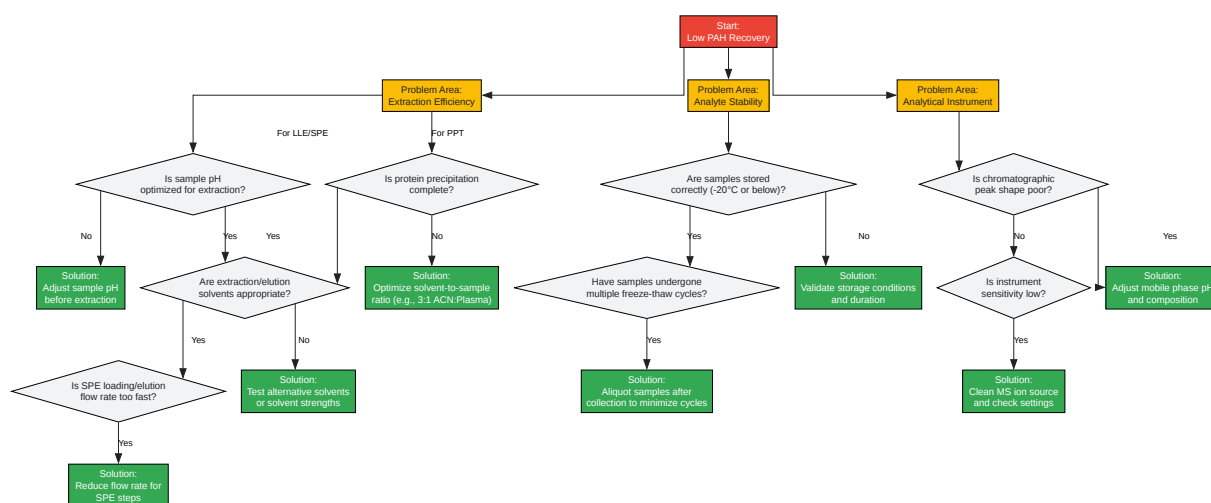 Start:
Low PAH Recovery
Problem Area:
Extraction Efficiency
Problem Area:
Analyte Stability
Problem Area:
Analytical Instrument
For LLE/SPE
For PPT
Is sample pH
optimized for extraction?
Is protein precipitation
complete?
Are samples stored
correctly (-20°C or below)?
Is chromatographic
peak shape poor?
No
Yes
Yes
No
Yes
No
No
Yes
Solution:
Adjust sample pH
before extraction
Are extraction/elution
solvents appropriate?
Solution:
Optimize solvent-to-sample
ratio (e.g., 3:1 ACN:Plasma)
Have samples undergone
multiple freeze-thaw cycles?
Solution:
Validate storage conditions
and duration
Is instrument
sensitivity low?
Solution:
Adjust mobile phase pH
and composition
Yes
No
Yes
Yes
Is SPE loading/elution
flow rate too fast?
Solution:
Test alternative solvents
or solvent strengths
Solution:
Aliquot samples after
collection to minimize cycles
Solution:
Clean MS ion source
and check settings
Yes
Solution:
Reduce flow rate for
SPE steps